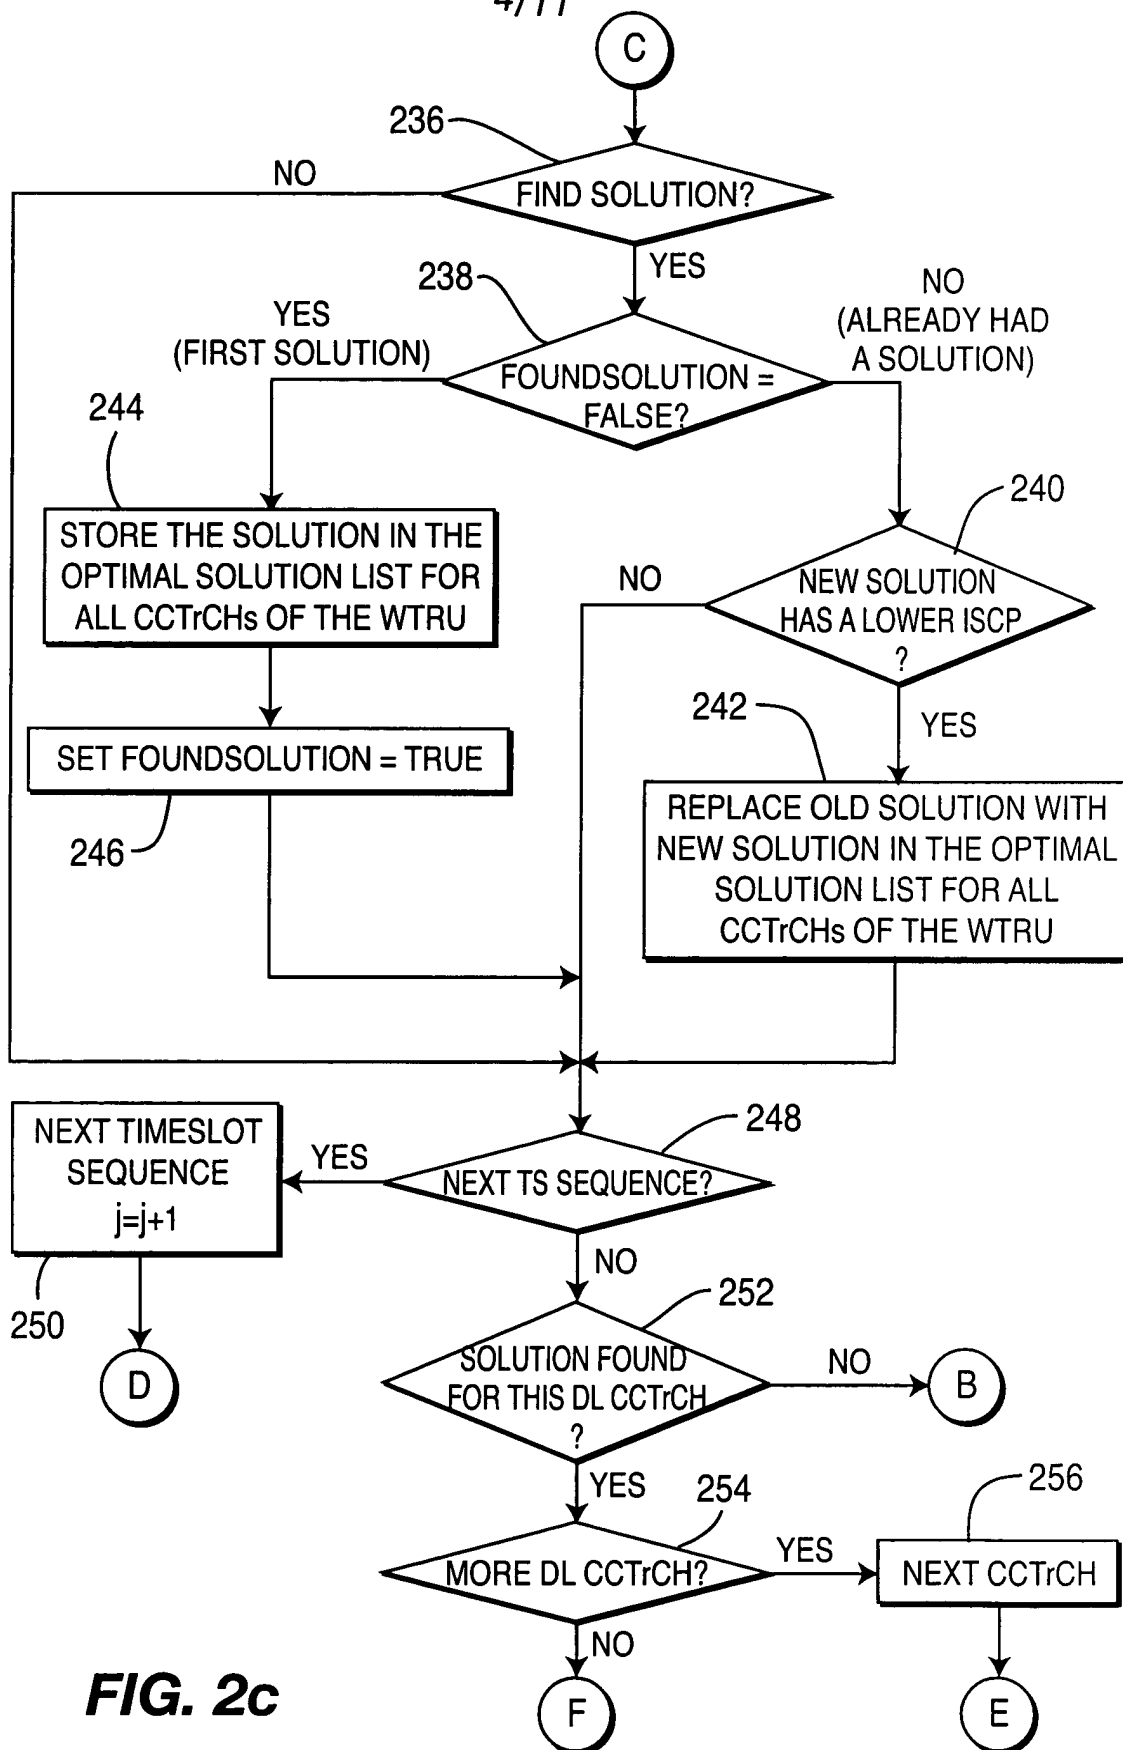 4/11
C
236
NO
FIND SOLUTION?
YES
238
YES
(FIRST SOLUTION)
NO
(ALREADY HAD
A SOLUTION)
FOUNDSOLUTION =
FALSE?
244
240
STORE THE SOLUTION IN THE
OPTIMAL SOLUTION LIST FOR
ALL CCTrCHs OF THE WTRU
NO
NEW SOLUTION
HAS A LOWER ISCP
?
242
YES
SET FOUNDSOLUTION = TRUE
246
REPLACE OLD SOLUTION WITH
NEW SOLUTION IN THE OPTIMAL
SOLUTION LIST FOR ALL
CCTrCHs OF THE WTRU
248
NEXT TIMESLOT
SEQUENCE
j=j+1
YES
NEXT TS SEQUENCE?
NO
250
252
D
SOLUTION FOUND
FOR THIS DL CCTrCH
?
NO
B
YES
254
256
MORE DL CCTrCH?
YES
NEXT CCTrCH
NO
FIG. 2c
F
E